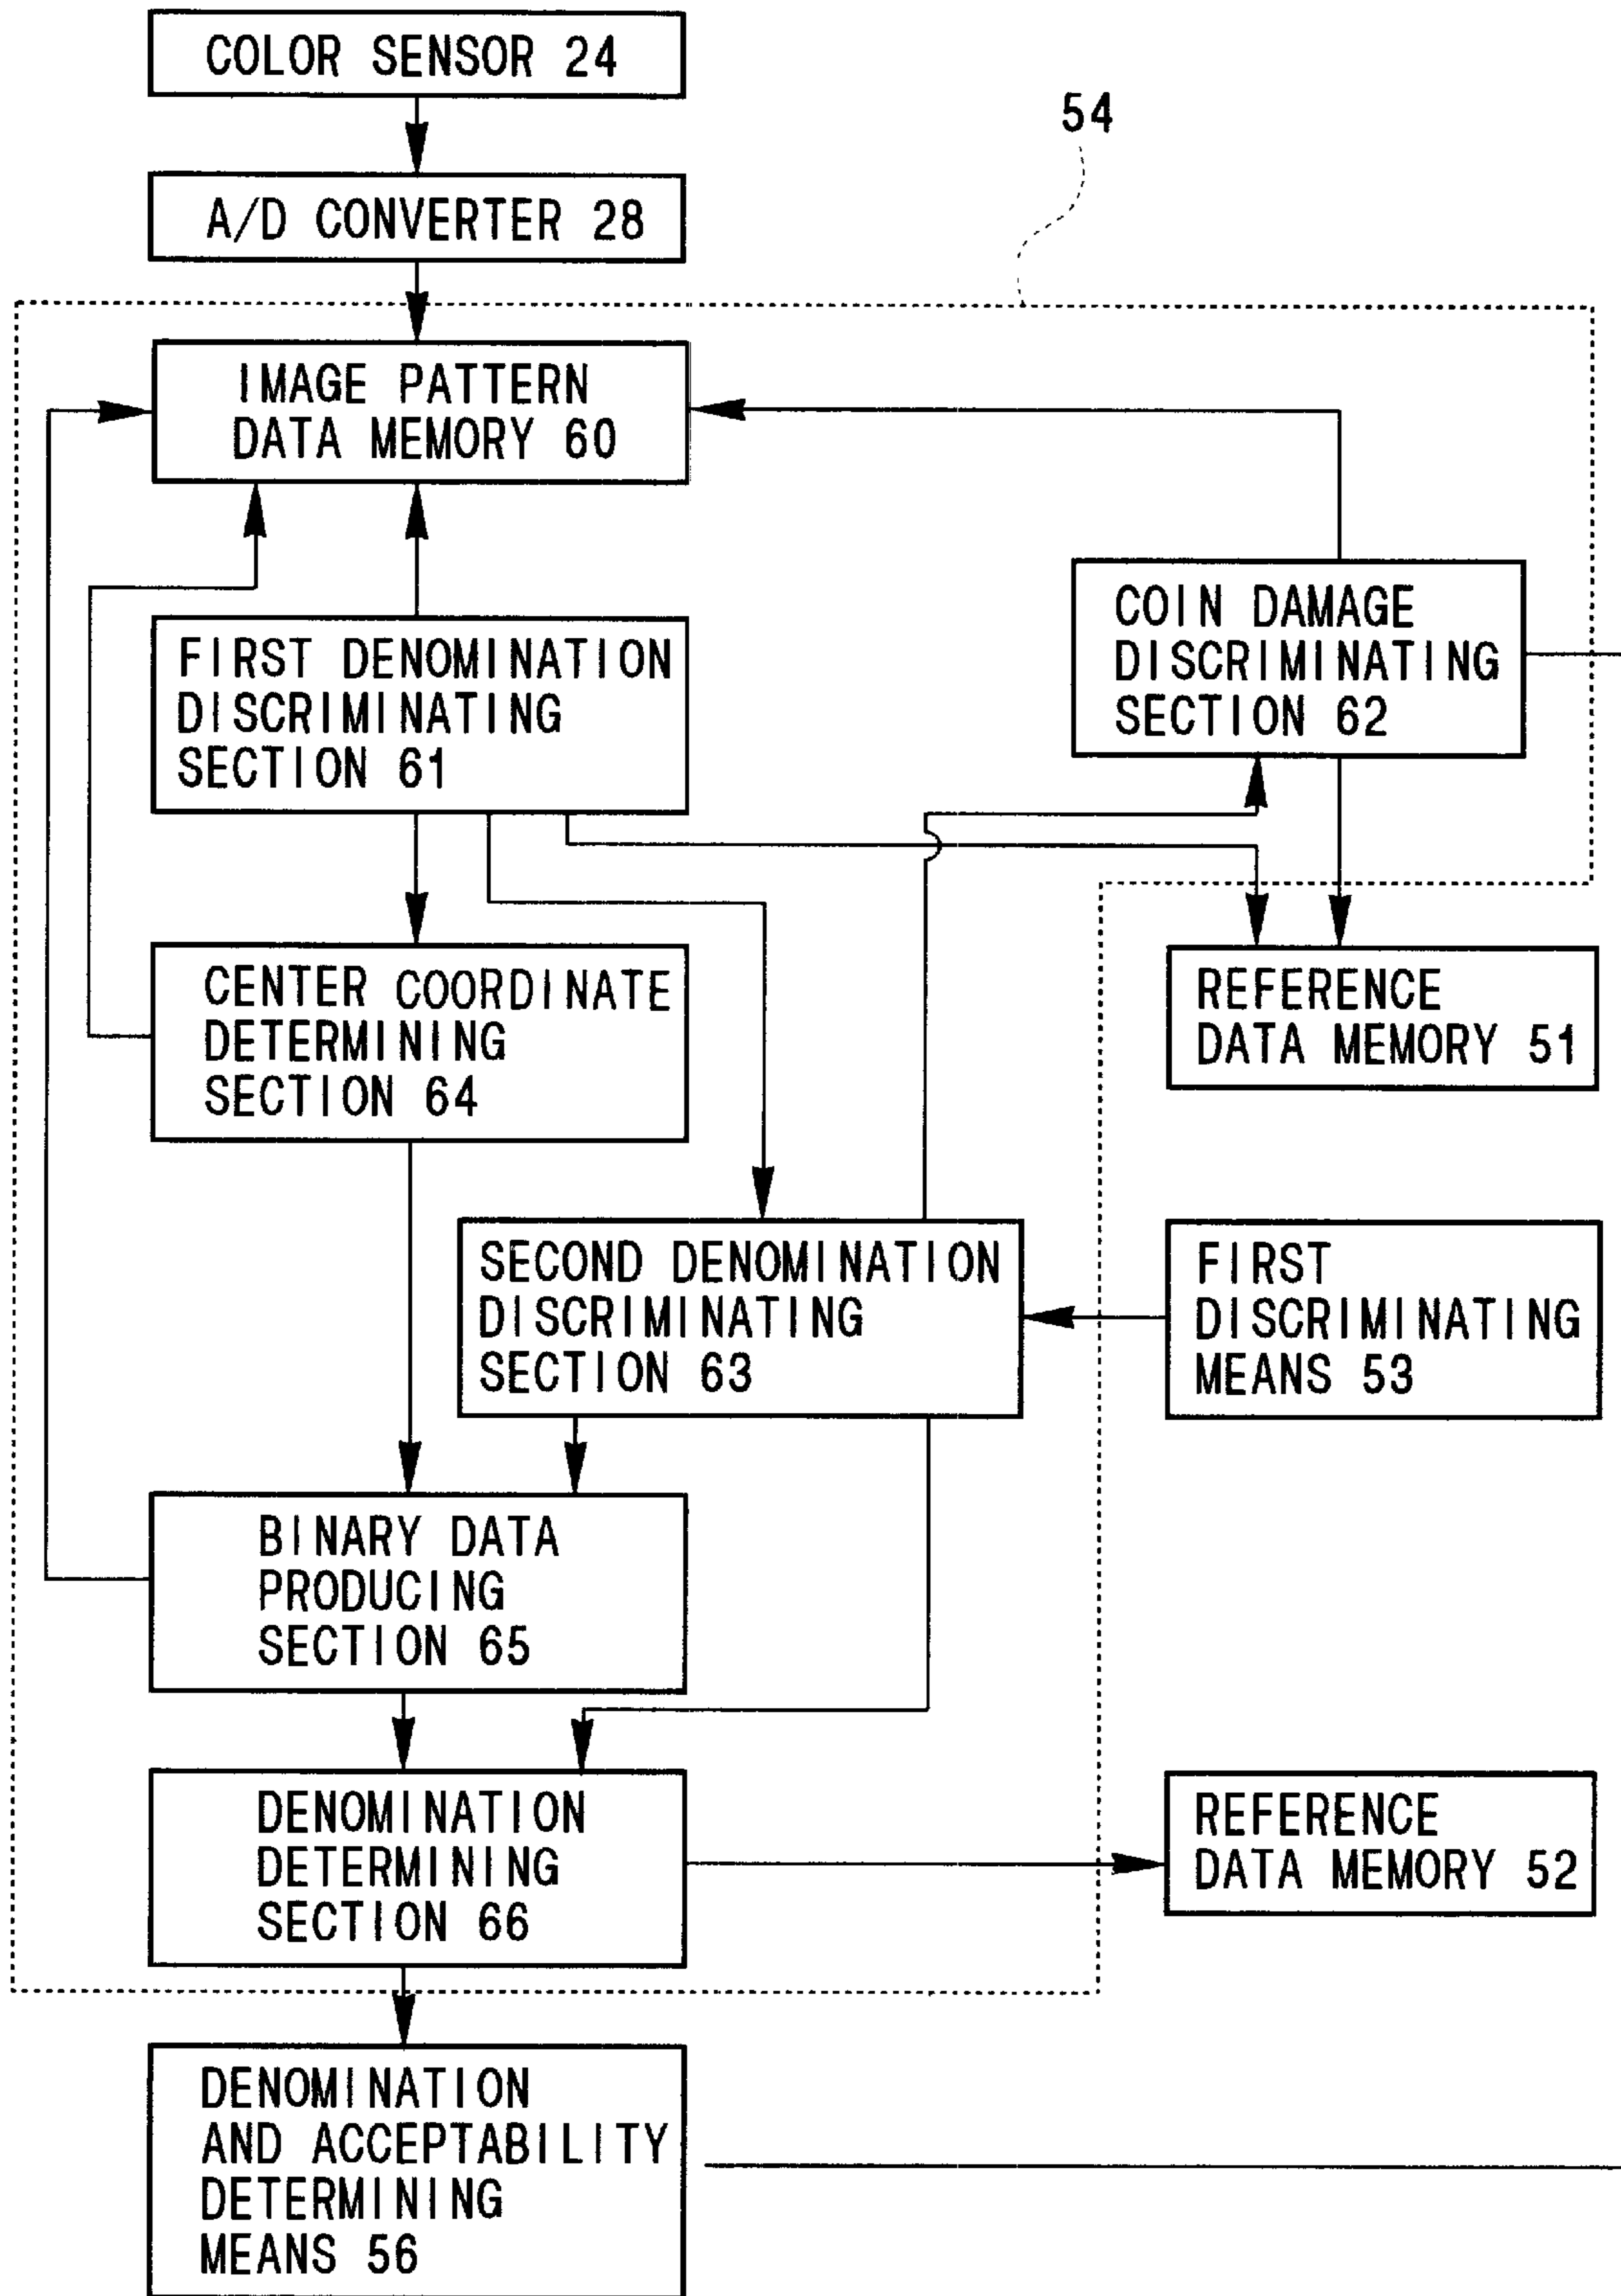 COLOR SENSOR 24
54
A/D CONVERTER 28
IMAGE PATTERN
DATA MEMORY 60
COIN DAMAGE
DISCRIMINATING
SECTION 62
FIRST DENOMINATION
DISCRIMINATING
SECTION 61
CENTER COORDINATE
DETERMINING
SECTION 64
REFERENCE
DATA MEMORY 51
SECOND DENOMINATION
DISCRIMINATING
SECTION 63
FIRST
DISCRIMINATING
MEANS 53
BINARY DATA
PRODUCING
SECTION 65
DENOMINATION
DETERMINING
SECTION 66
REFERENCE
DATA MEMORY 52
DENOMINATION
AND ACCEPTABILITY
DETERMINING
MEANS 56